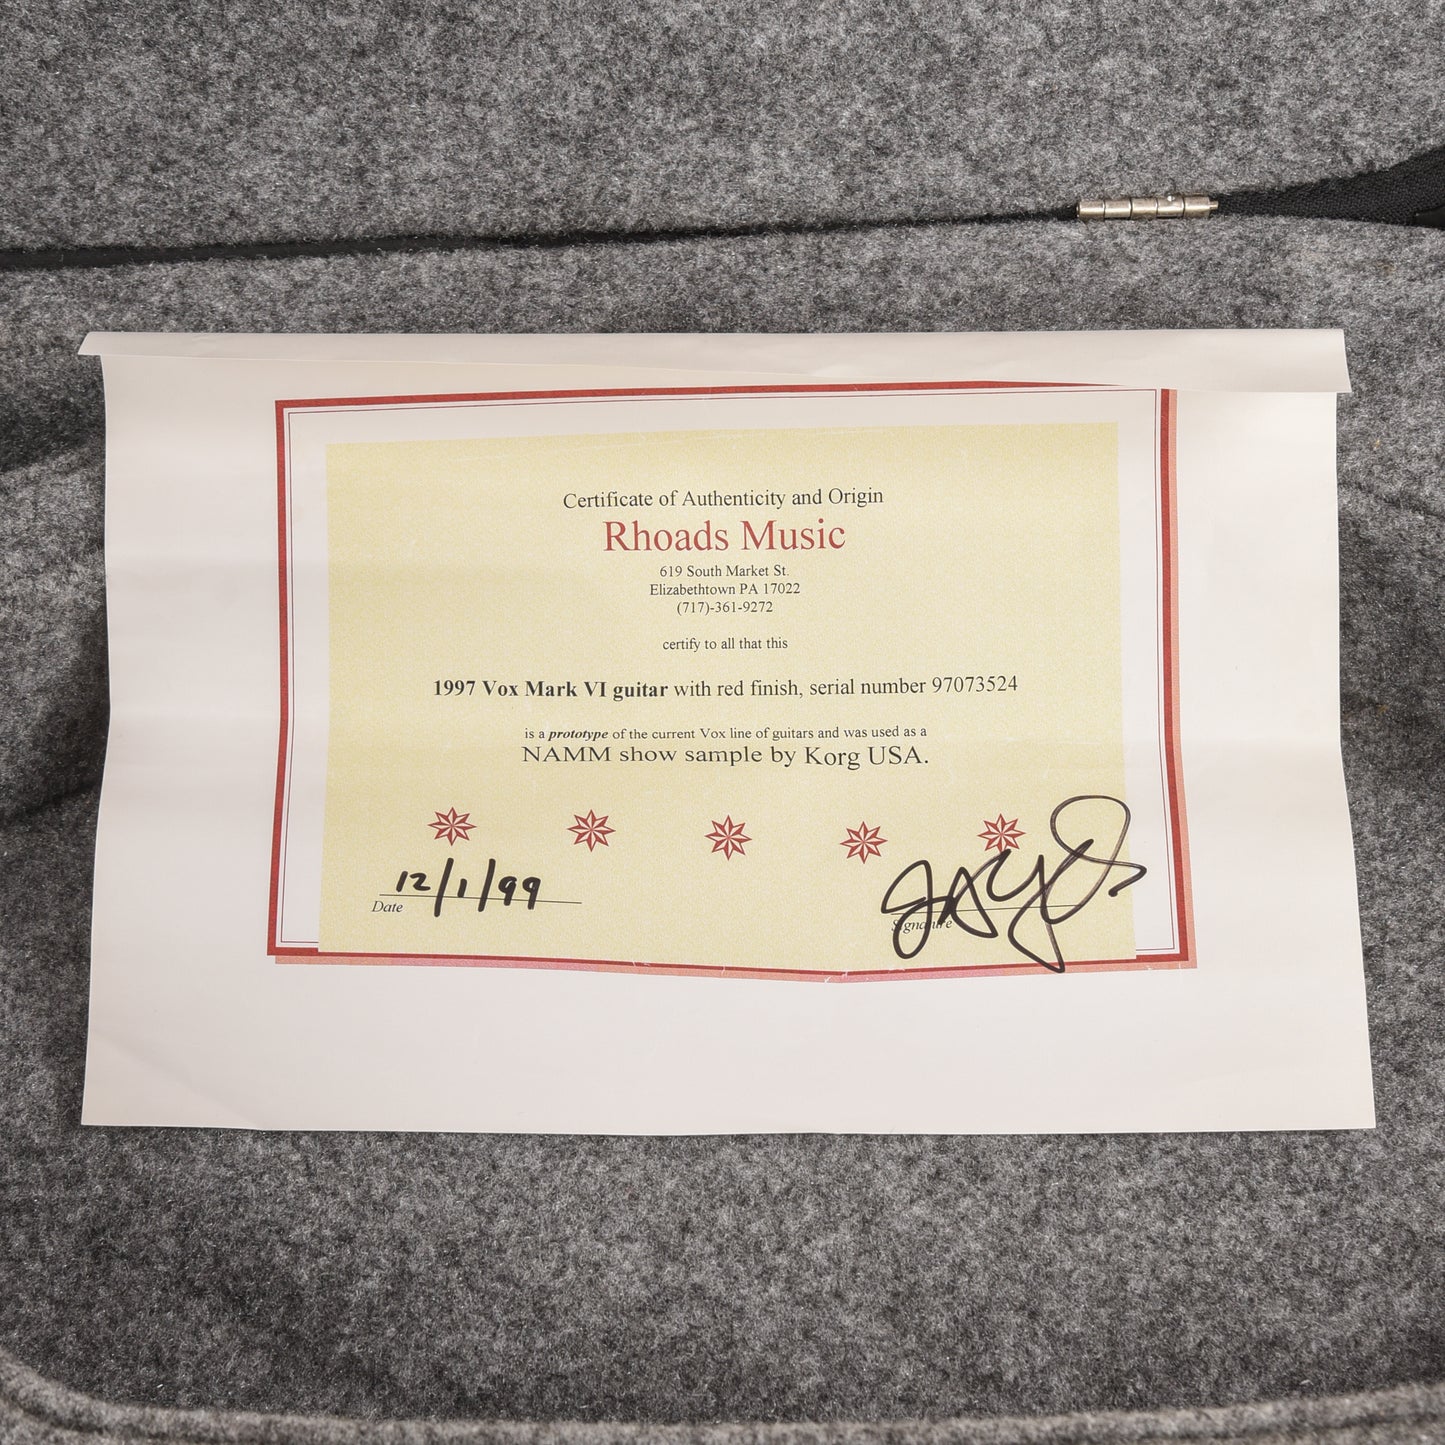 Certificate of Authenticity and Origin
Rhoads Music
619 South Market St.
Elizabethtown PA 17022
(717)-361-9272
certify to all that this
1997 Vox Mark VI guitar with red finish, serial number 97073524
is a prototype of the current Vox line of guitars and was used as a
NAMM show sample by Korg USA.
12/1/99
Date
Signature